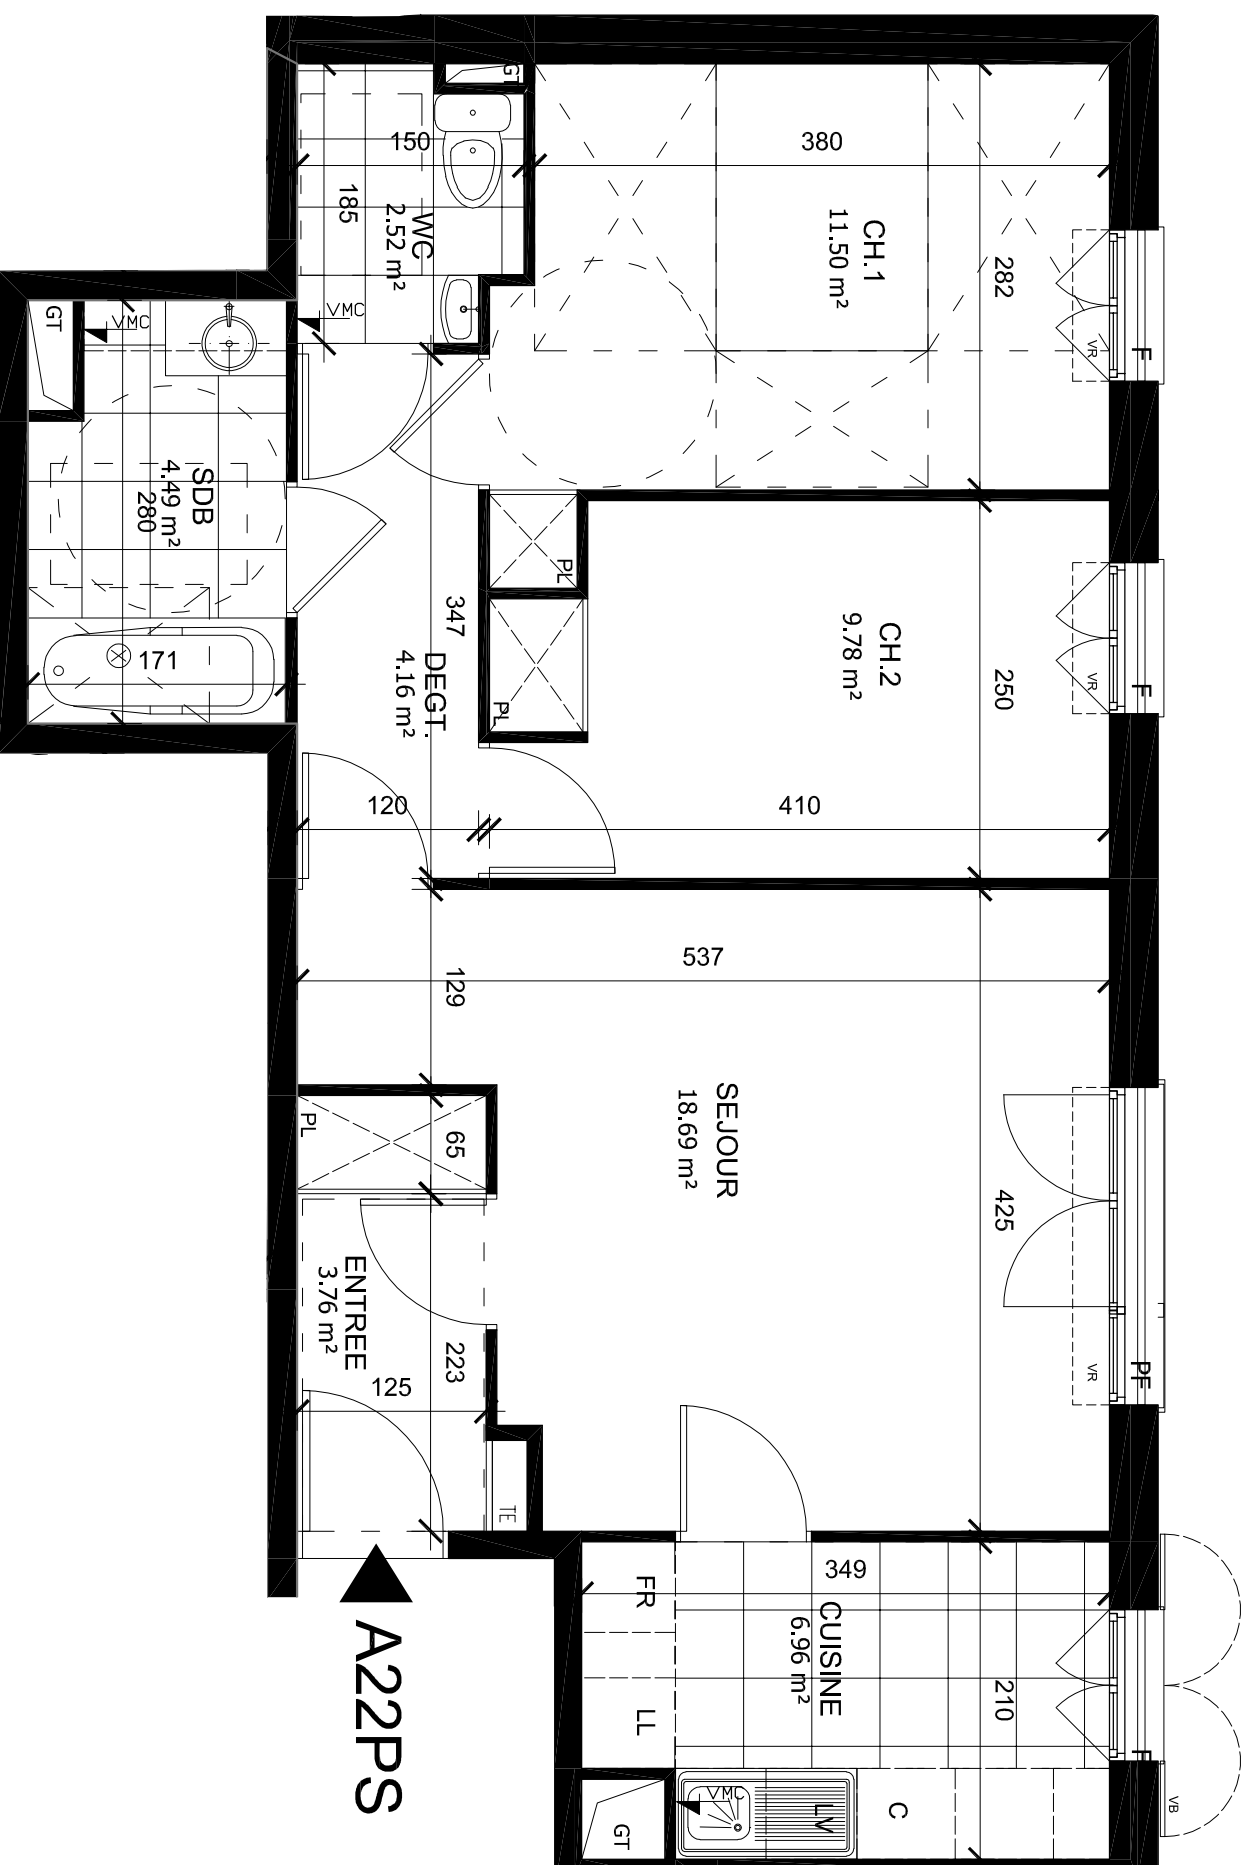 GT
150
380
185
WC
2.52 m²
CH.1
11.50 m²
282
VR
F
VMC
GT
VMC
SDB
4.49 m²
280
171
PL
PL
347
DEGT.
4.16 m²
CH.2
9.78 m²
250
VR
F
120
410
537
129
SEJOUR
18.69 m²
PL
65
425
ENTREE
3.76 m²
223
125
VR
PF
TE
A22PS
349
FR
LL
CUISINE
6.96 m²
210
F
VB
VMC
LV
C
GT